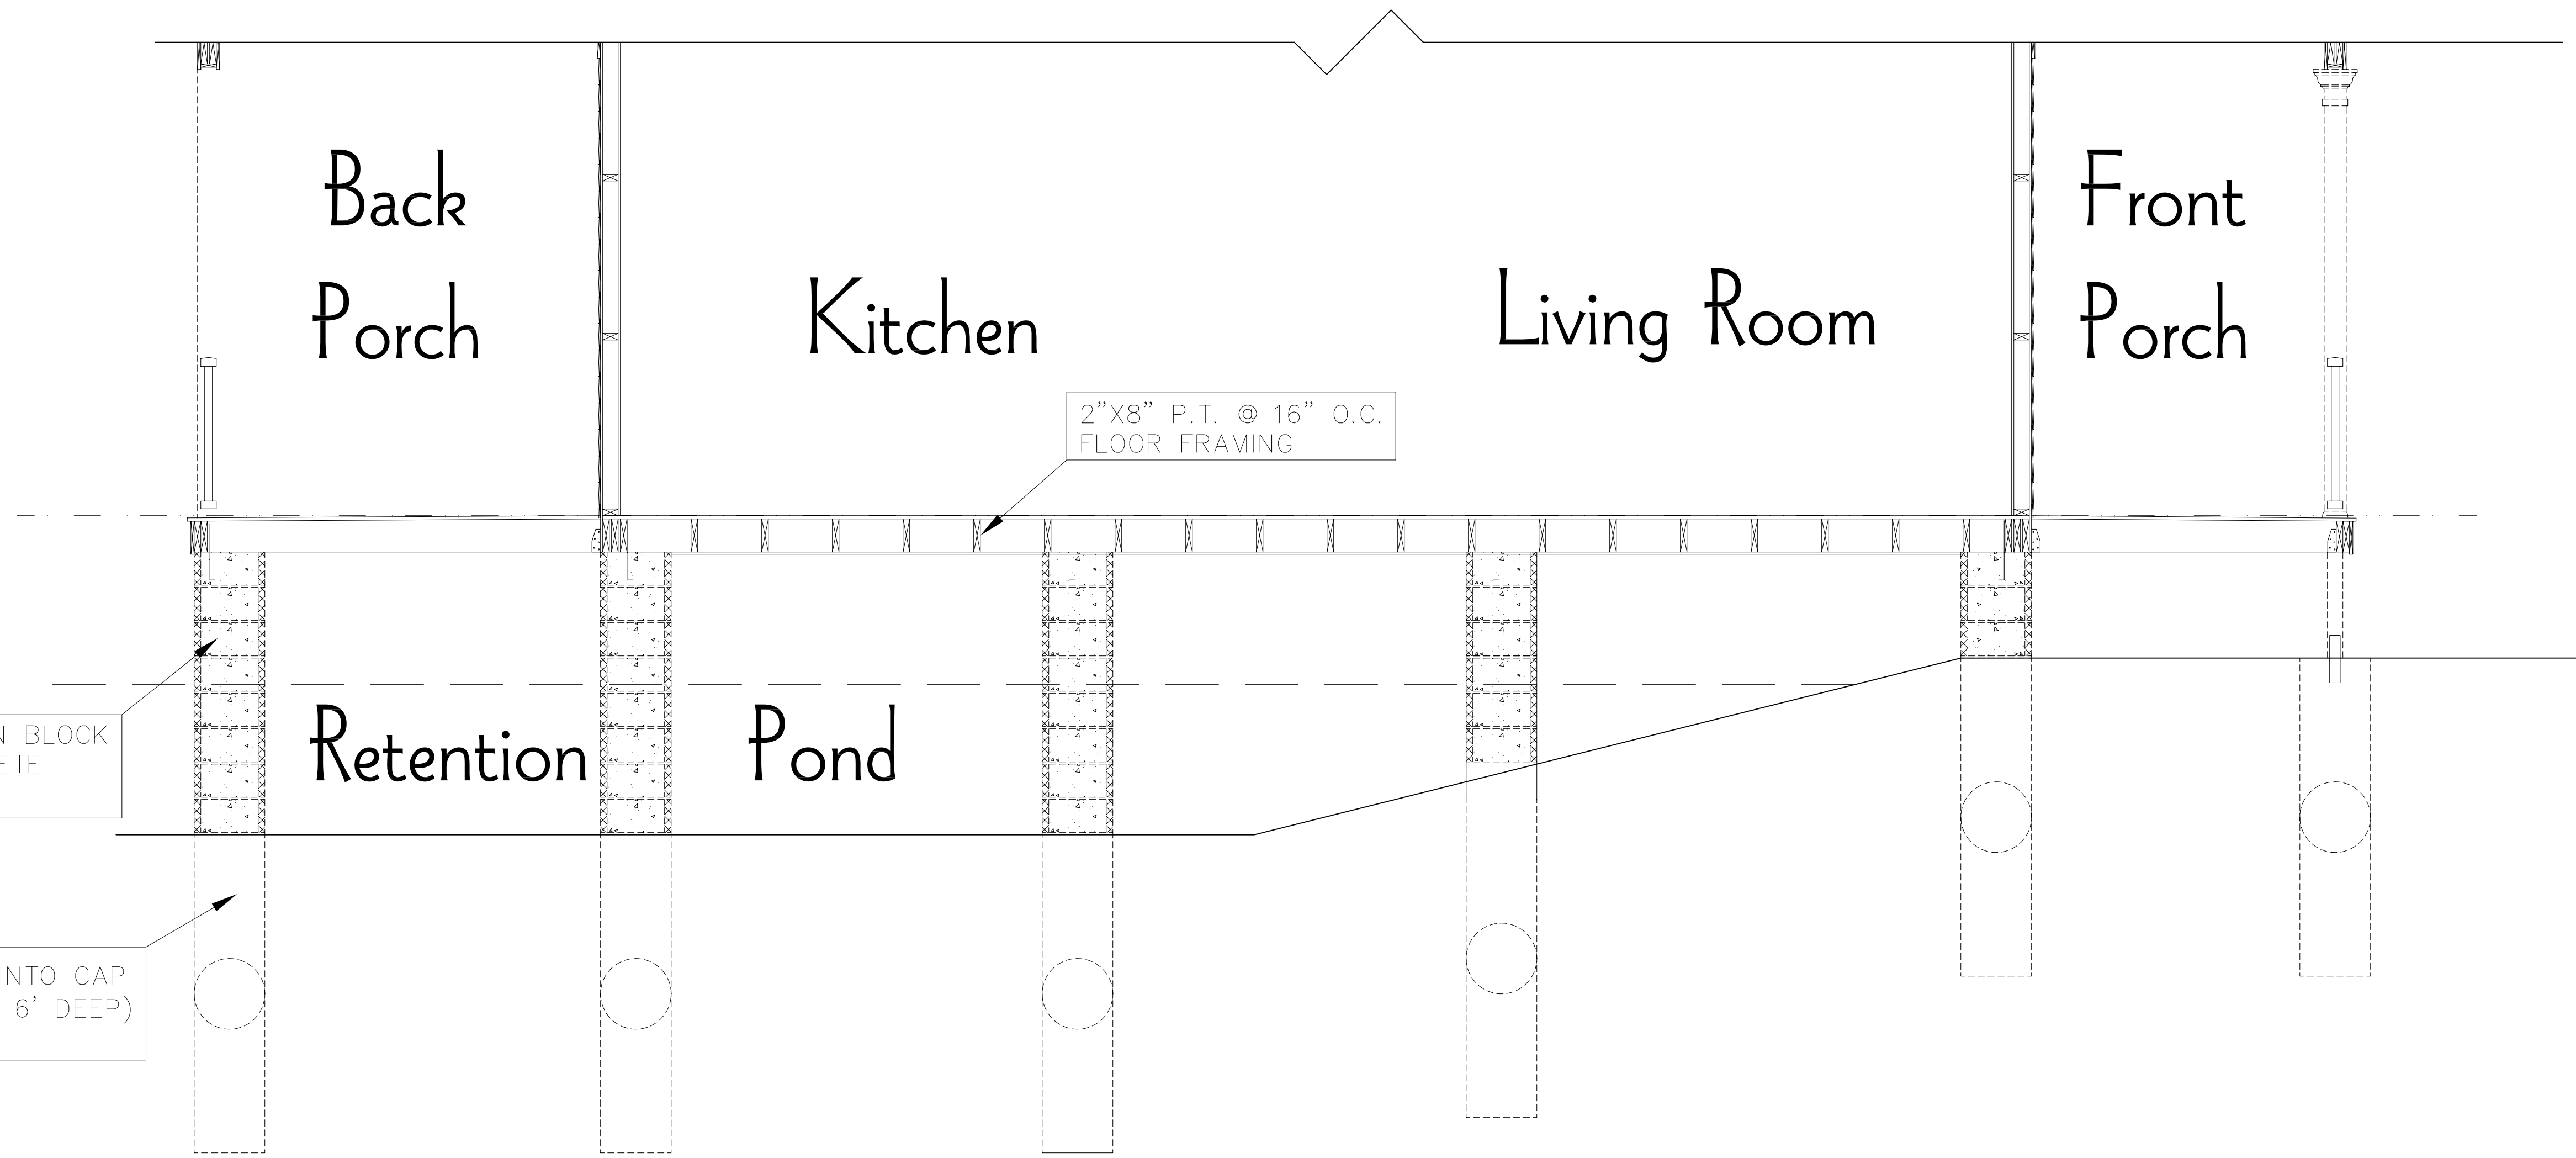 Back
Porch
Kitchen
Living Room
Front
Porch
2”X8” P.T. @ 16” O.C.
FLOOR FRAMING
Retention Pond
BLOCK
INTO CAP
6’ DEEP)